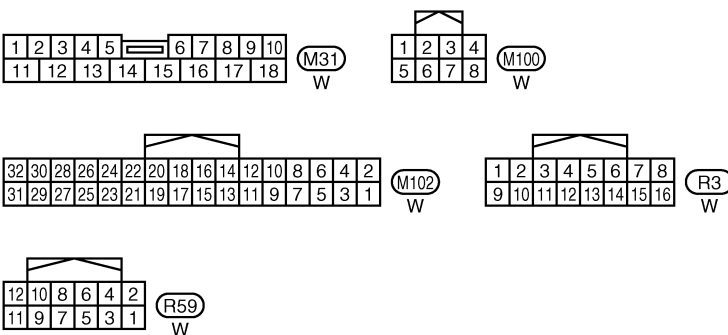 1 2 3 4 5 6 7 8 9 10
11 12 13 14 15 16 17 18
M31
W
1 2 3 4
5 6 7 8
M100
W
32 30 28 26 24 22 20 18 16 14 12 10 8 6 4 2
31 29 27 25 23 21 19 17 15 13 11 9 7 5 3 1
M102
W
1 2 3 4 5 6 7 8
9 10 11 12 13 14 15 16
R3
W
12 10 8 6 4 2
11 9 7 5 3 1
R59
W